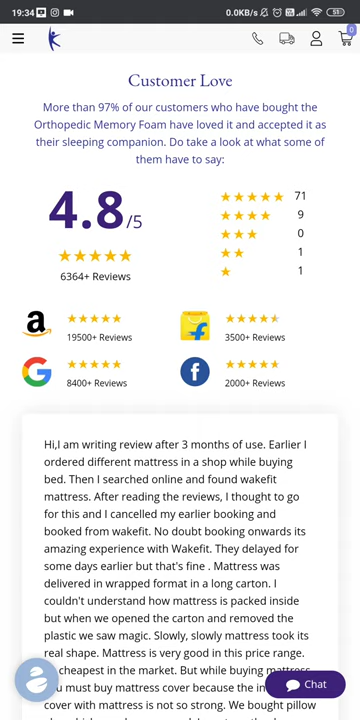 19:34
0.0KB/s
51
0
Customer Love
More than 97% of our customers who have bought the
Orthopedic Memory Foam have loved it and accepted it as
their sleeping companion. Do take a look at what some of
them have to say:
4.8/5
6364+ Reviews
71
9
0
1
1
19500+ Reviews
3500+ Reviews
8400+ Reviews
2000+ Reviews
Hi,I am writing review after 3 months of use. Earlier I
ordered different mattress in a shop while buying
bed. Then I searched online and found wakefit
mattress. After reading the reviews, I thought to go
for this and I cancelled my earlier booking and
booked from wakefit. No doubt booking onwards its
amazing experience with Wakefit. They delayed for
some days earlier but that's fine . Mattress was
delivered in wrapped format in a long carton. I
couldn't understand how mattress is packed inside
but when we opened the carton and removed the
plastic we saw magic. Slowly, slowly mattress took its
real shape. Mattress is very good in this price range.
cheapest in the market. But while buying mattress
must buy mattress cover because the
cover with mattress is not so strong. We bought pillow
Chat